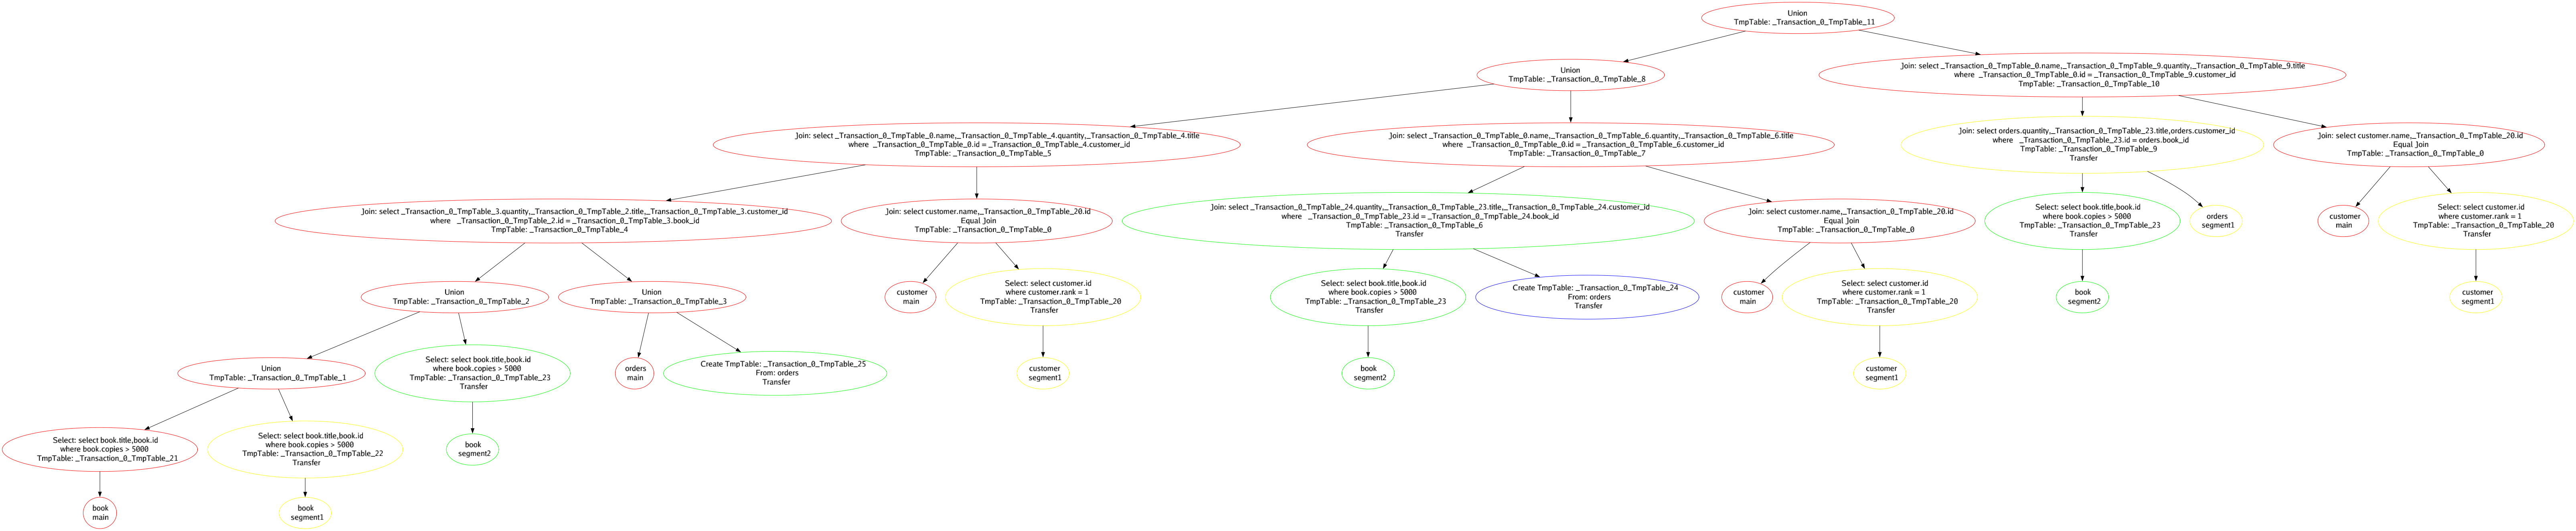 Union
TmpTable: _Transaction_0_TmpTable_11
Union
TmpTable: _Transaction_0_TmpTable_8
Join: select _Transaction_0_TmpTable_0.name,_Transaction_0_TmpTable_9.quantity,_Transaction_0_TmpTable_9.title
where _Transaction_0_TmpTable_0.id = _Transaction_0_TmpTable_9.customer_id
TmpTable: _Transaction_0_TmpTable_10
Join: select _Transaction_0_TmpTable_0.name,_Transaction_0_TmpTable_4.quantity,_Transaction_0_TmpTable_4.title
where _Transaction_0_TmpTable_0.id = _Transaction_0_TmpTable_4.customer_id
TmpTable: _Transaction_0_TmpTable_5
Join: select _Transaction_0_TmpTable_0.name,_Transaction_0_TmpTable_6.quantity,_Transaction_0_TmpTable_6.title
where _Transaction_0_TmpTable_0.id = _Transaction_0_TmpTable_6.customer_id
TmpTable: _Transaction_0_TmpTable_7
Join: select orders.quantity,_Transaction_0_TmpTable_23.title,orders.customer_id
where _Transaction_0_TmpTable_23.id = orders.book_id
TmpTable: _Transaction_0_TmpTable_9
Transfer
Join: select customer.name,_Transaction_0_TmpTable_20.id
Equal Join
TmpTable: _Transaction_0_TmpTable_0
Join: select _Transaction_0_TmpTable_3.quantity,_Transaction_0_TmpTable_2.title,_Transaction_0_TmpTable_3.customer_id
where _Transaction_0_TmpTable_2.id = _Transaction_0_TmpTable_3.book_id
TmpTable: _Transaction_0_TmpTable_4
Join: select customer.name,_Transaction_0_TmpTable_20.id
Equal Join
TmpTable: _Transaction_0_TmpTable_0
Join: select _Transaction_0_TmpTable_24.quantity,_Transaction_0_TmpTable_23.title,_Transaction_0_TmpTable_24.customer_id
where _Transaction_0_TmpTable_23.id = _Transaction_0_TmpTable_24.book_id
TmpTable: _Transaction_0_TmpTable_6
Transfer
Join: select customer.name,_Transaction_0_TmpTable_20.id
Equal Join
TmpTable: _Transaction_0_TmpTable_0
Select: select book.title,book.id
where book.copies > 5000
TmpTable: _Transaction_0_TmpTable_23
Transfer
orders
segment1
customer
main
Select: select customer.id
where customer.rank = 1
TmpTable: _Transaction_0_TmpTable_20
Transfer
Union
TmpTable: _Transaction_0_TmpTable_2
Union
TmpTable: _Transaction_0_TmpTable_3
customer
main
Select: select customer.id
where customer.rank = 1
TmpTable: _Transaction_0_TmpTable_20
Transfer
Select: select book.title,book.id
where book.copies > 5000
TmpTable: _Transaction_0_TmpTable_23
Transfer
Create TmpTable: _Transaction_0_TmpTable_24
From: orders
Transfer
customer
main
Select: select customer.id
where customer.rank = 1
TmpTable: _Transaction_0_TmpTable_20
Transfer
book
segment2
customer
segment1
Union
TmpTable: _Transaction_0_TmpTable_1
Select: select book.title,book.id
where book.copies > 5000
TmpTable: _Transaction_0_TmpTable_23
Transfer
orders
main
Create TmpTable: _Transaction_0_TmpTable_25
From: orders
Transfer
customer
segment1
book
segment2
customer
segment1
Select: select book.title,book.id
where book.copies > 5000
TmpTable: _Transaction_0_TmpTable_21
Select: select book.title,book.id
where book.copies > 5000
TmpTable: _Transaction_0_TmpTable_22
Transfer
book
segment2
book
main
book
segment1